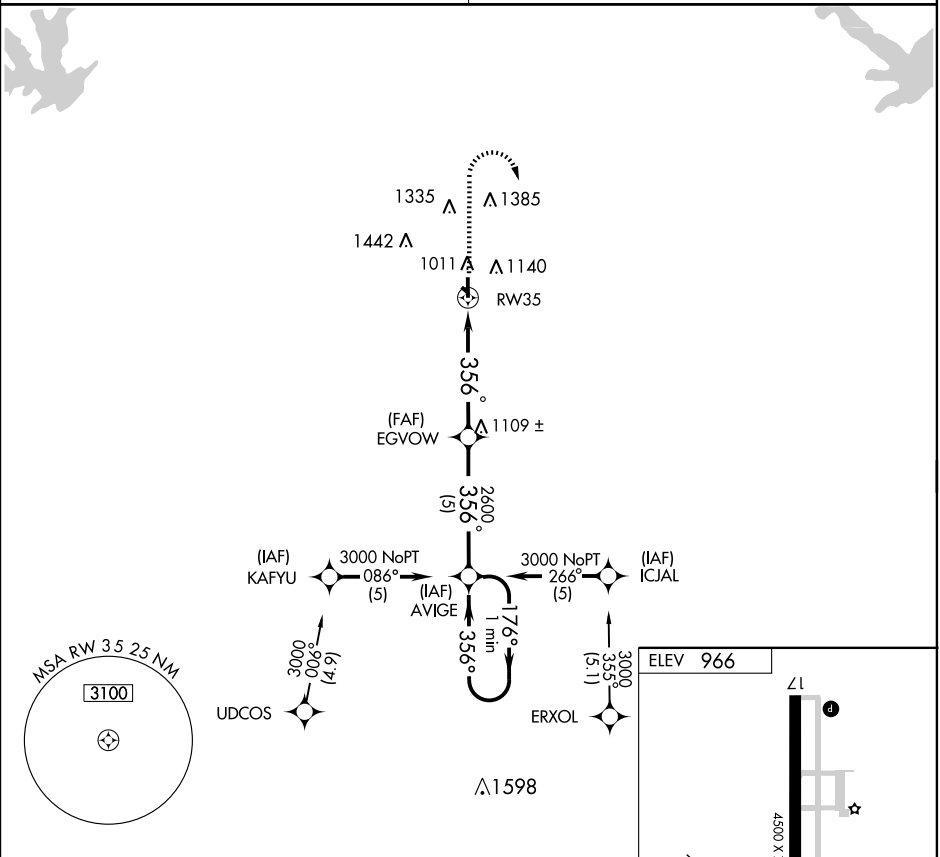 1335
1385
1442
1011
1140
RW35
356°
(FAF)
EGVOW
1109 ±
2600
356°
(5)
(IAF)
KAFYU
3000 NoPT
086°
(5)
(IAF)
AVIGE
3000 NoPT
266°
(5)
(IAF)
ICJAL
176°
1 min
356°
3000
006°
(4.9)
UDCOS
3000
355°
(5.1)
ERXOL
MSA RW 35 25 NM
3100
1598
ELEV 966
17
P
4500 X